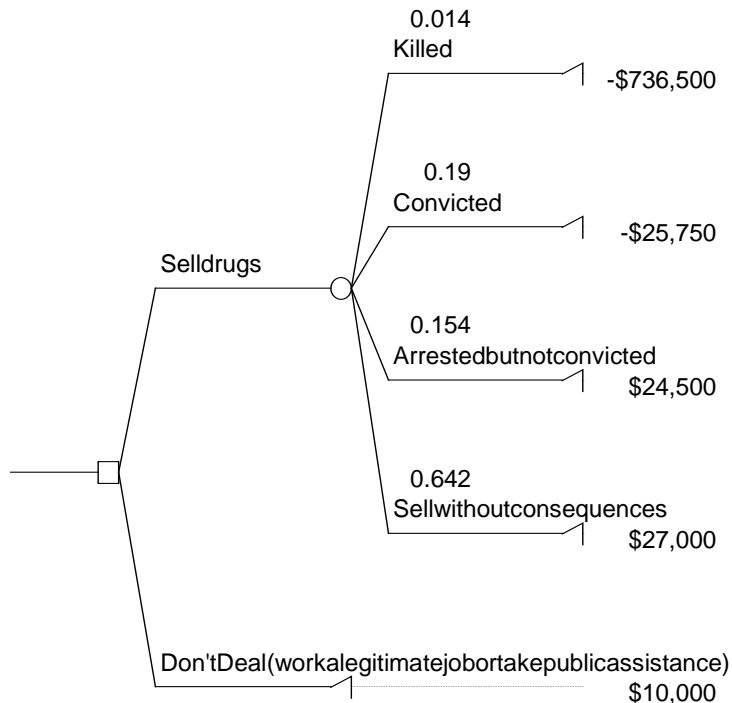 0.014
Killed
-$736,500
0.19
Convicted
-$25,750
Selldrugs
0.154
Arrestedbutnotconvicted
$24,500
0.642
Sellwithoutconsequences
$27,000
Don'tDeal(workalegitimatejobortakepublicassistance)
$10,000